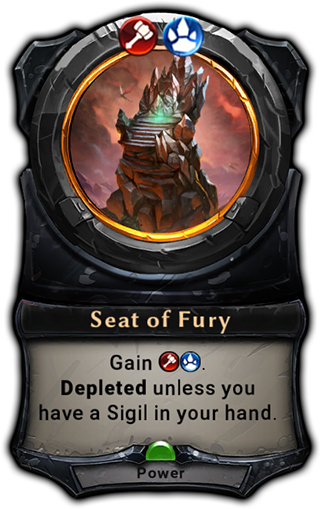 Seat of Fury
Gain .
Depleted unless you
have a Sigil in your hand.
Power